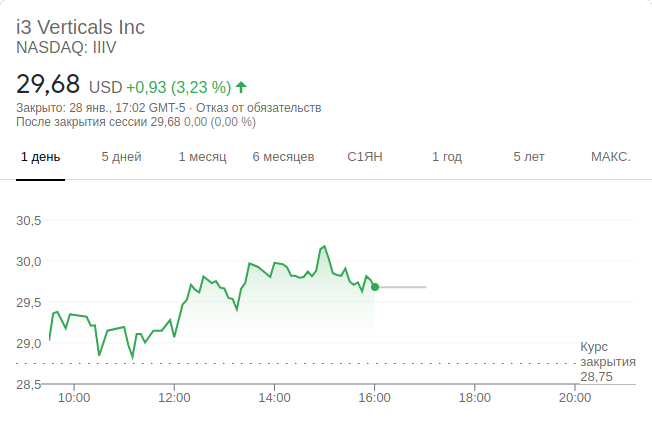 i3 Verticals Inc
NASDAQ: IIIV
29,68 USD +0,93 (3,23 %)
Закрыто: 28 янв., 17:02 GMT-5 · Отказ от обязательств
После закрытия сессии 29,68 0,00 (0,00 %)
1 день 5 дней 1 месяц 6 месяцев С1ЯН 1 год 5 лет МАКС.
30,5
30,0
29,5
29,0
28,5
Курс
закрытия
28,75
10:00 12:00 14:00 16:00 18:00 20:00